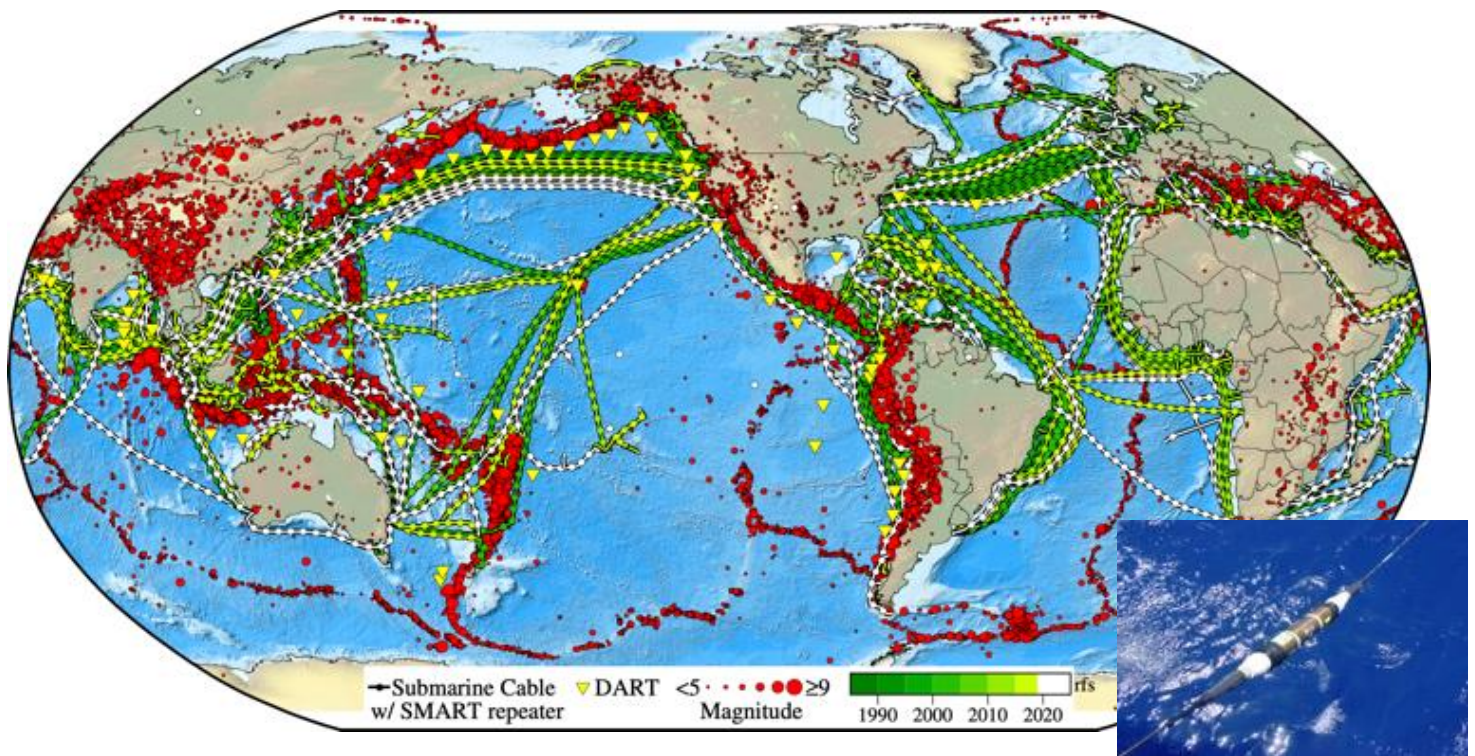 Submarine Cable
w/ SMART repeater
DART
<5 ≥9
Magnitude
rfs
1990 2000 2010 2020